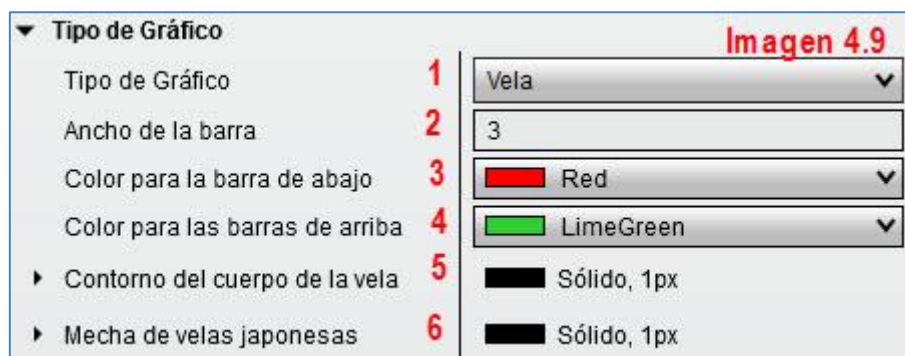 Tipo de Gráfico
Imagen 4.9
Tipo de Gráfico 1 Vela
Ancho de la barra 2 3
Color para la barra de abajo 3 Red
Color para las barras de arriba 4 LimeGreen
Contorno del cuerpo de la vela 5 Sólido, 1px
Mecha de velas japonesas 6 Sólido, 1px